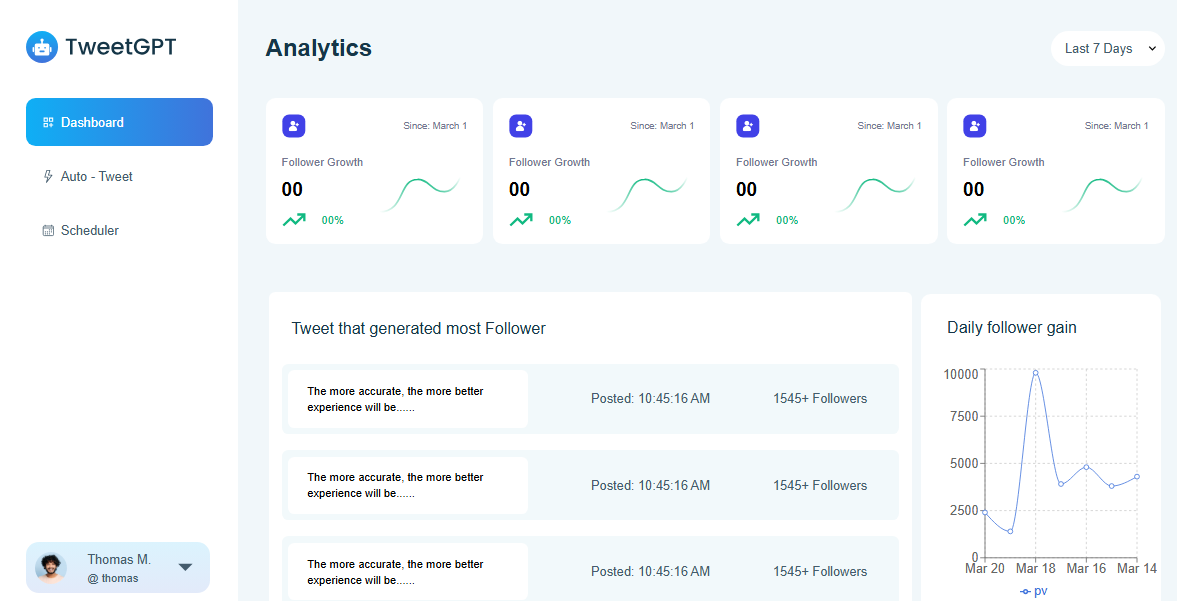 TweetGPT
Dashboard
Auto - Tweet
Scheduler
Thomas M.
@ thomas
Analytics
Last 7 Days
Since: March 1
Follower Growth
00
00%
Since: March 1
Follower Growth
00
00%
Since: March 1
Follower Growth
00
00%
Since: March 1
Follower Growth
00
00%
Tweet that generated most Follower
The more accurate, the more better
experience will be......
Posted: 10:45:16 AM
1545+ Followers
The more accurate, the more better
experience will be......
Posted: 10:45:16 AM
1545+ Followers
The more accurate, the more better
experience will be......
Posted: 10:45:16 AM
1545+ Followers
Daily follower gain
10000
7500
5000
2500
0
Mar 20 Mar 18 Mar 16 Mar 14
pv